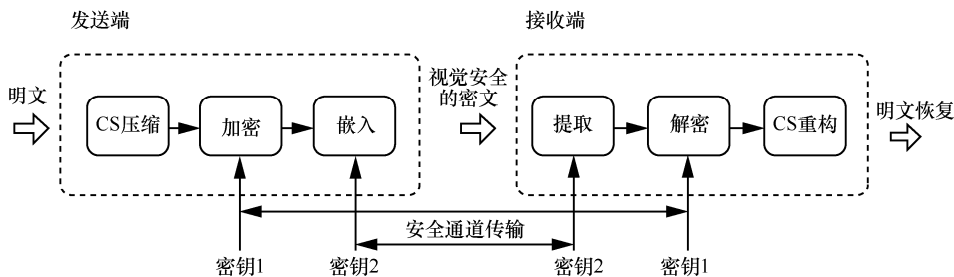 发送端
接收端
明文
CS压缩
加密
嵌入
视觉安全
的密文
提取
解密
CS重构
明文恢复
安全通道传输
密钥1
密钥2
密钥2
密钥1